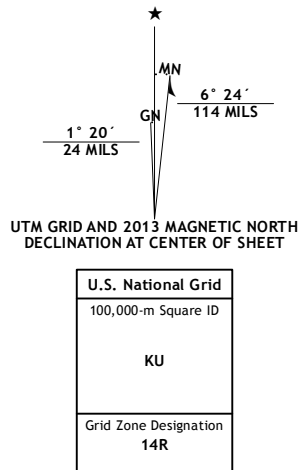 ★
MN
GN
6° 24´
114 MILS
1° 20´
24 MILS
UTM GRID AND 2013 MAGNETIC NORTH
DECLINATION AT CENTER OF SHEET
U.S. National Grid
100,000-m Square ID
KU
Grid Zone Designation
14R